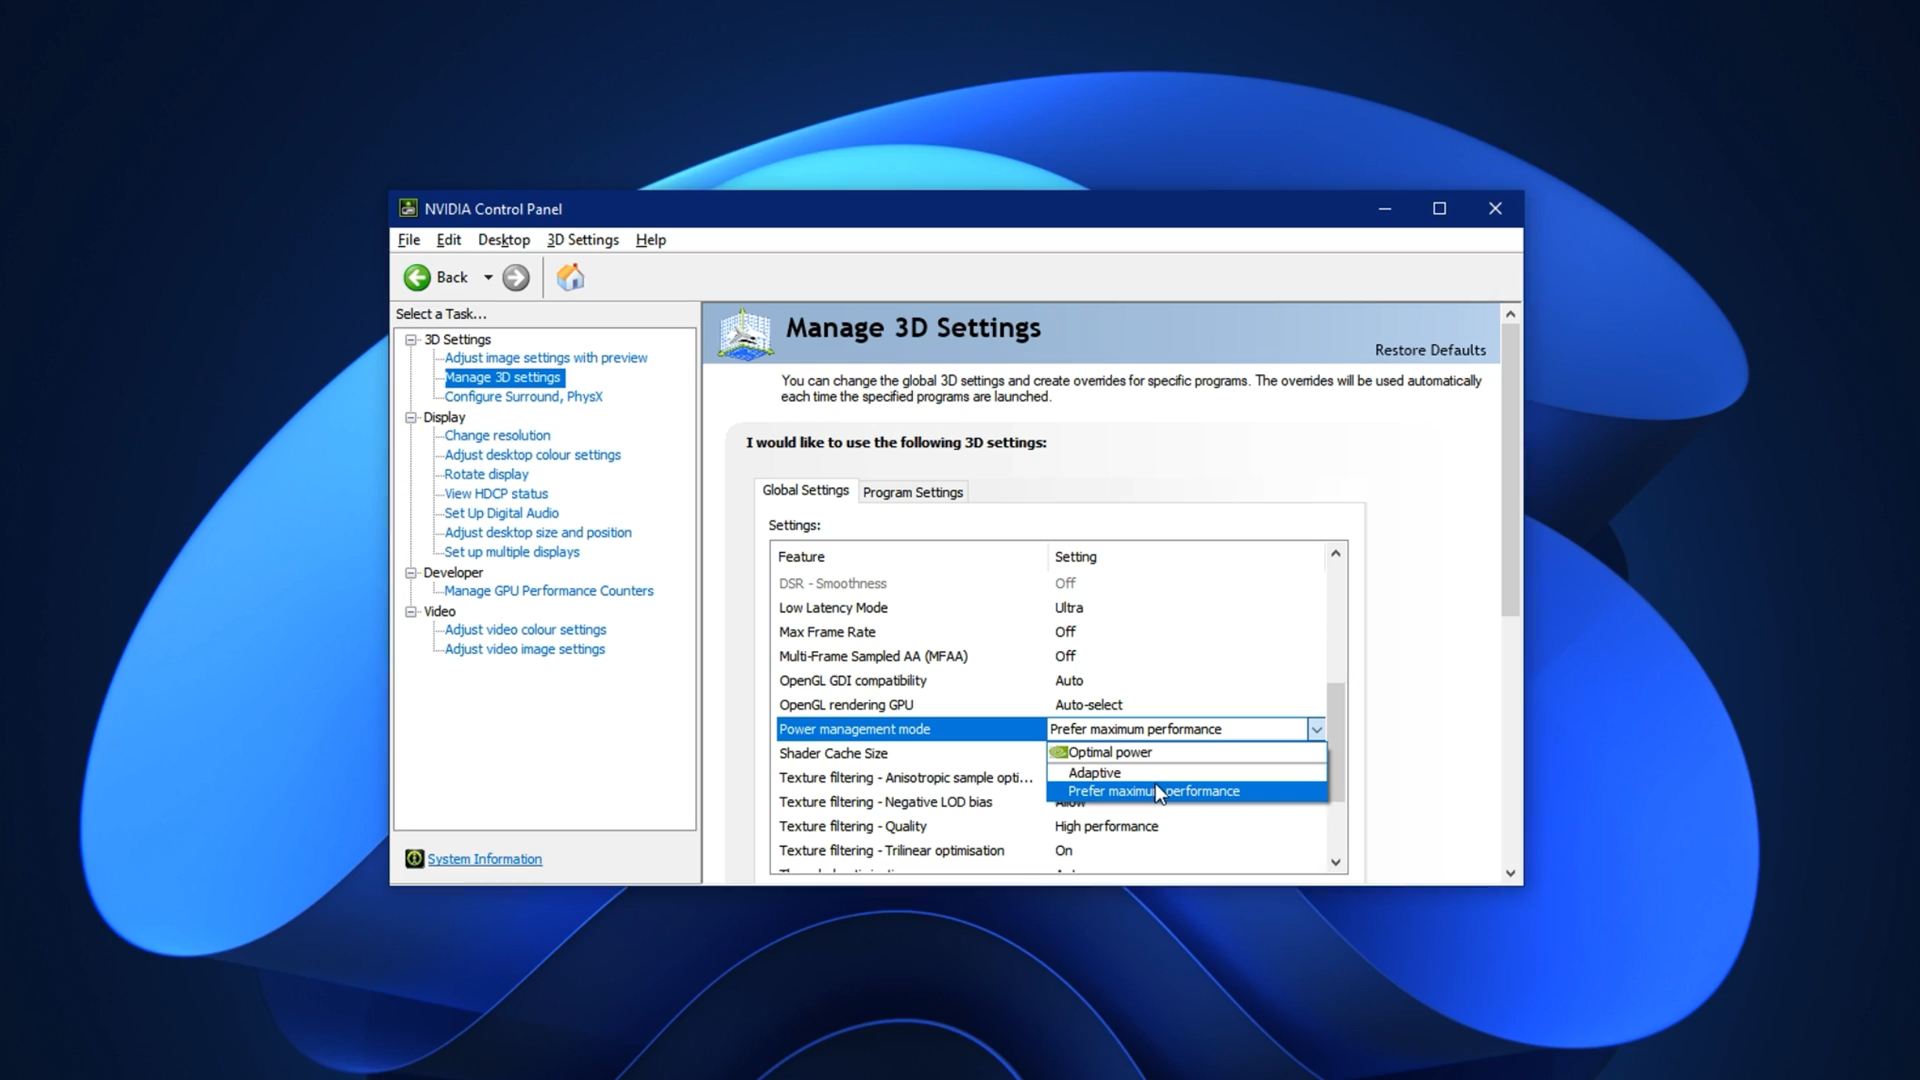 NVIDIA Control Panel
File Edit Desktop 3D Settings Help
Back
Select a Task...
3D Settings
Adjust image settings with preview
Manage 3D settings
Configure Surround, PhysX
Display
Change resolution
Adjust desktop colour settings
Rotate display
View HDCP status
Set Up Digital Audio
Adjust desktop size and position
Set up multiple displays
Developer
Manage GPU Performance Counters
Video
Adjust video colour settings
Adjust video image settings
System Information
Manage 3D Settings
Restore Defaults
You can change the global 3D settings and create overrides for specific programs. The overrides will be used automatically
each time the specified programs are launched.
I would like to use the following 3D settings:
Global Settings Program Settings
Settings:
Feature Setting
DSR - Smoothness Off
Low Latency Mode Ultra
Max Frame Rate Off
Multi-Frame Sampled AA (MFAA) Off
OpenGL GDI compatibility Auto
OpenGL rendering GPU Auto-select
Power management mode Prefer maximum performance
Optimal power
Adaptive
Prefer maximum performance
Shader Cache Size
Texture filtering - Anisotropic sample opti...
Texture filtering - Negative LOD bias Allow
Texture filtering - Quality High performance
Texture filtering - Trilinear optimisation On